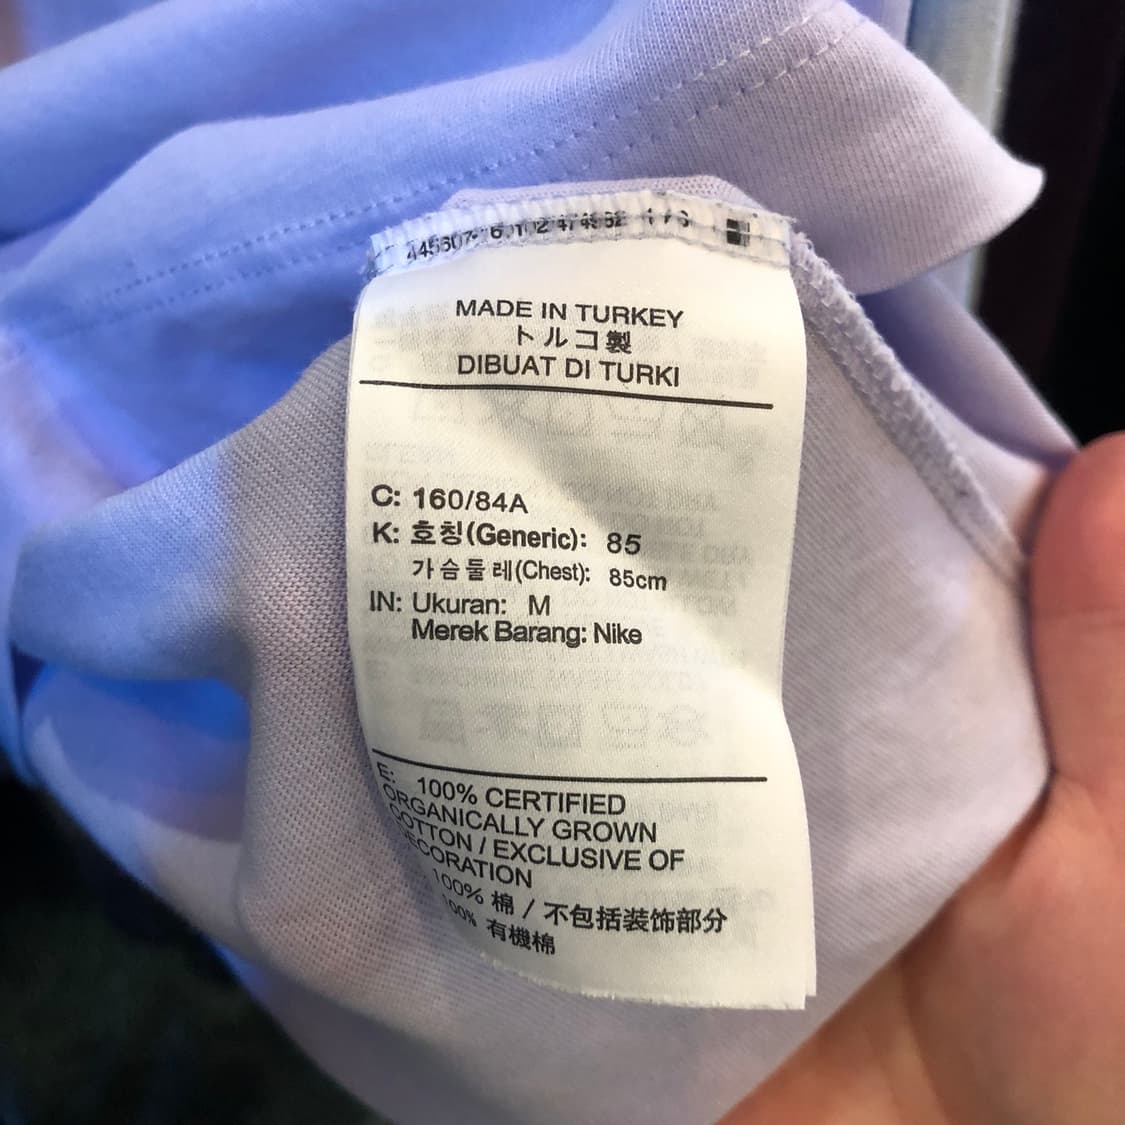 MADE IN TURKEY
トルコ製
DIBUAT DI TURKI
C: 160/84A
K: 호칭(Generic): 85
가슴둘레(Chest): 85cm
IN: Ukuran: M
Merek Barang: Nike
E: 100% CERTIFIED
ORGANICALLY GROWN
COTTON / EXCLUSIVE OF
DECORATION
100% 棉 / 不包括装饰部分
100% 有機棉